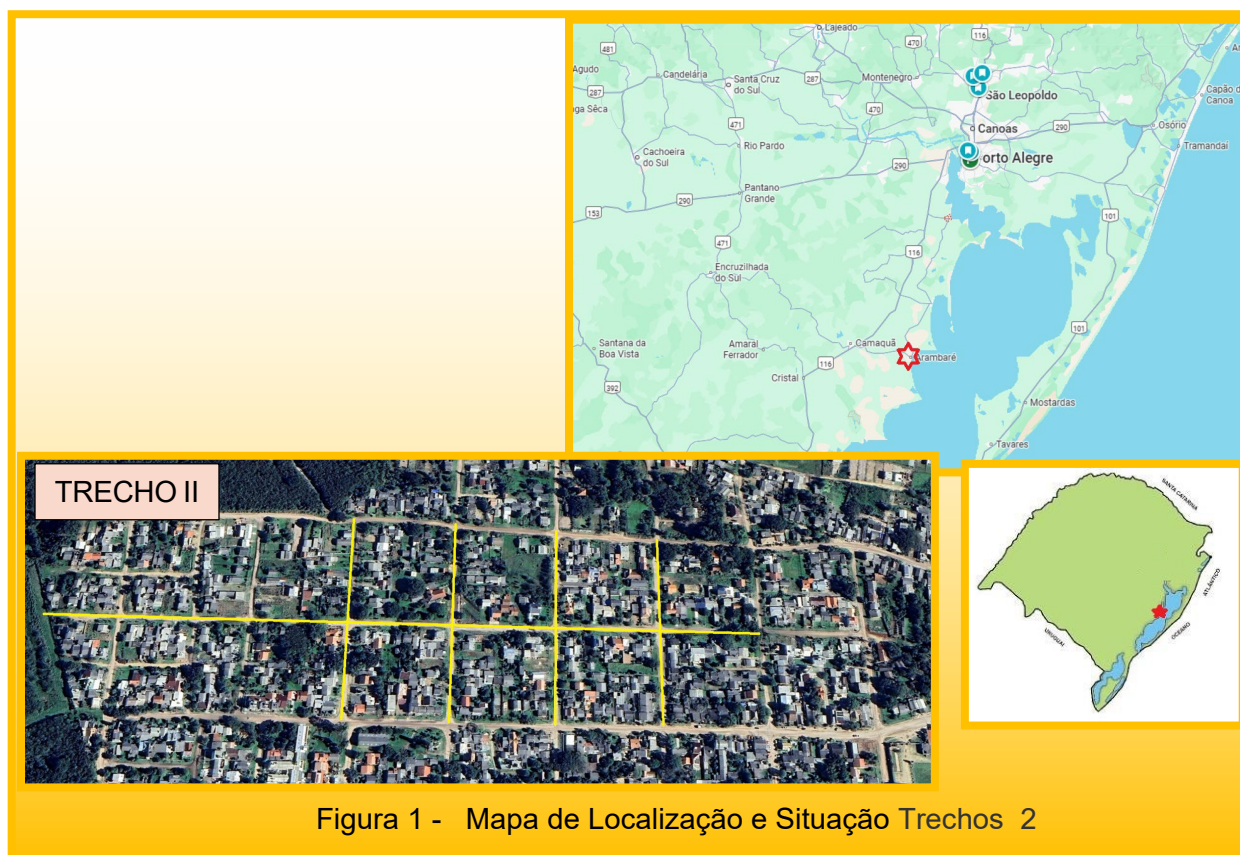 Lajeado
116
481
470
Agudo
Candelária
Santa Cruz
do Sul
287
Montenegro
287
São Leopoldo
Capão d
Canoa
ga Sêca
470
471
Canoas
290
Osório
Rio Pardo
Tramandaí
Cachoeira
do Sul
290
orto Alegre
Pantano
Grande
290
153
101
471
116
Encruzilhada
do Sul
101
Santana da
Boa Vista
Amaral
Ferrador
Camaquã
Arambaré
116
Cristal
392
Mostardas
Tavares
TRECHO II
SANTA CATARINA
ATLÂNTICO
OCEANO
URUGUAI
Figura 1 - Mapa de Localização e Situação Trechos 2